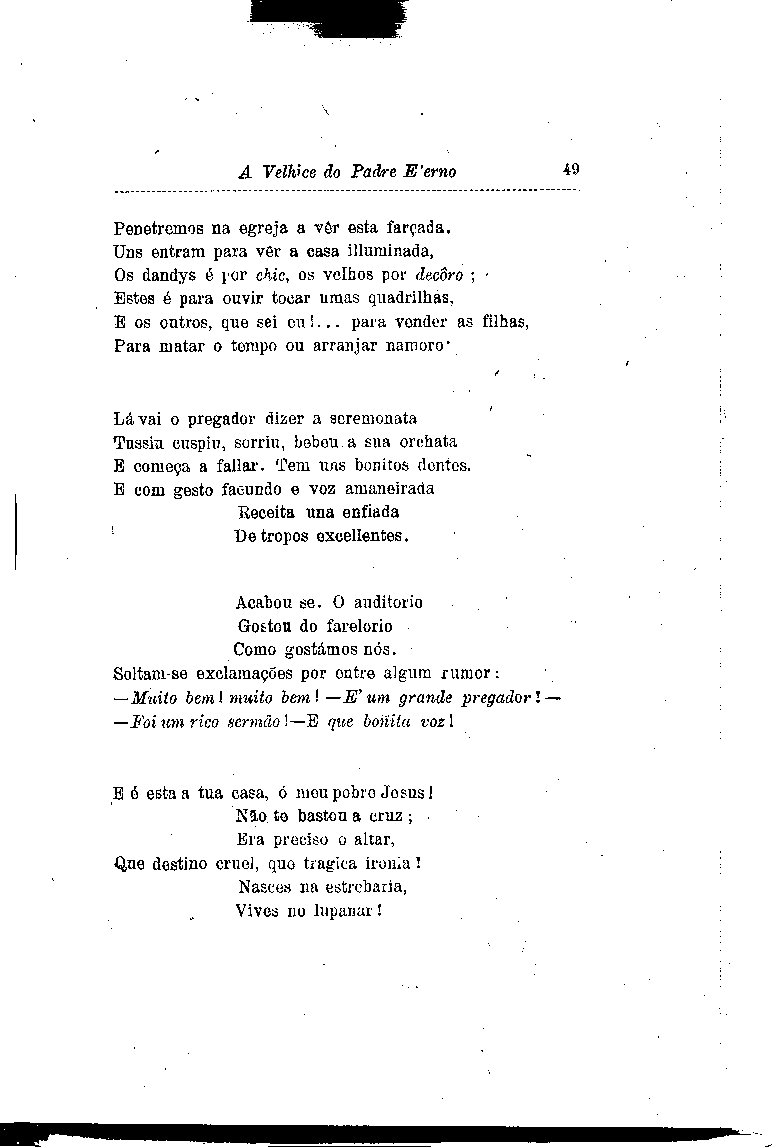 A Velhice do Padre E'erno 49
Penetremos na egreja a vêr esta farçada.
Uns entram para vêr a casa illuminada,
Os dandys é por chic, os velhos por decôro ;
Estes é para ouvir tocar umas quadrilhas,
E os outros, que sei eu!... para vender as filhas,
Para matar o tempo ou arranjar namoro
Lá vai o pregador dizer a seremonata
Tussiu cuspiu, sorriu, bebeu a sua orchata
E começa a fallar. Tem uns bonitos dentes.
E com gesto facundo e voz amaneirada
Receita una enfiada
De tropos excellentes.
Acabou se. O auditorio
Gostou do farelorio
Como gostámos nós.
Soltam-se exclamações por entre algum rumor :
—Muito bem! muito bem! —E' um grande pregador! —
—Foi um rico sermão!—E que bonita voz!
E é esta a tua casa, ó meu pobre Jesus!
Não te bastou a cruz ;
Era preciso o altar,
Que destino cruel, que tragica ironia !
Nasces na estrebaria,
Vives no lupanar !